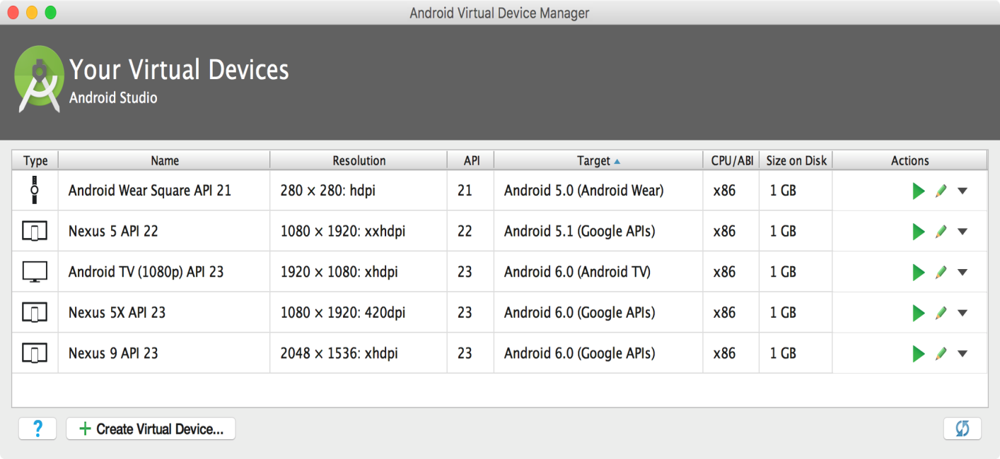 Android Virtual Device Manager
Your Virtual Devices
Android Studio
Type Name Resolution API Target CPU/ABI Size on Disk Actions
Android Wear Square API 21 280 × 280: hdpi 21 Android 5.0 (Android Wear) x86 1 GB
Nexus 5 API 22 1080 × 1920: xxhdpi 22 Android 5.1 (Google APIs) x86 1 GB
Android TV (1080p) API 23 1920 × 1080: xhdpi 23 Android 6.0 (Android TV) x86 1 GB
Nexus 5X API 23 1080 × 1920: 420dpi 23 Android 6.0 (Google APIs) x86 1 GB
Nexus 9 API 23 2048 × 1536: xhdpi 23 Android 6.0 (Google APIs) x86 1 GB
? + Create Virtual Device...